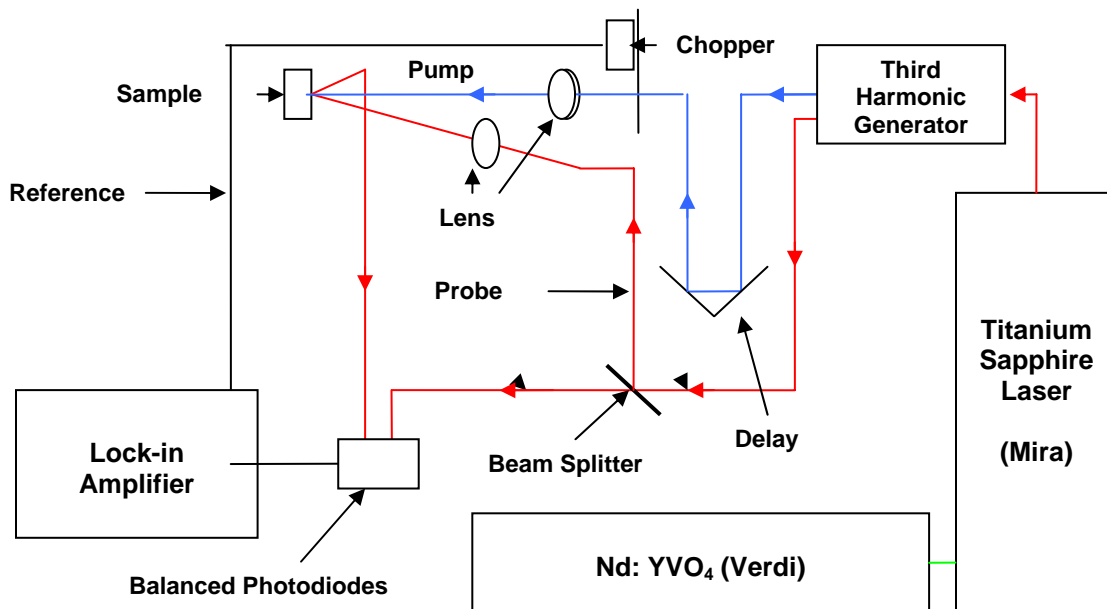 Chopper
Third
Harmonic
Generator
Pump
Sample
Reference
Lens
Probe
Titanium
Sapphire
Laser
(Mira)
Delay
Beam Splitter
Lock-in
Amplifier
Balanced Photodiodes
Nd: YVO₄ (Verdi)